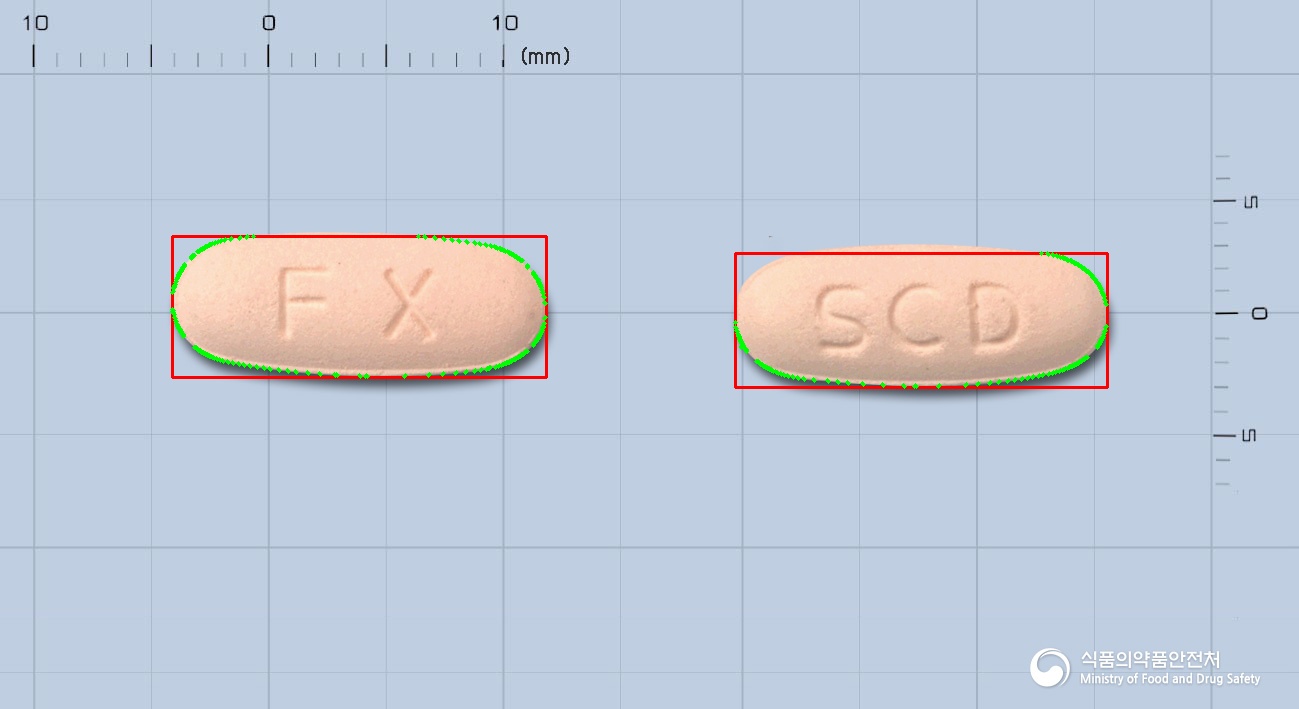 10 0 10
(mm)
5
FX
SCD
0
5
식품의약품안전처
Ministry of Food and Drug Safety